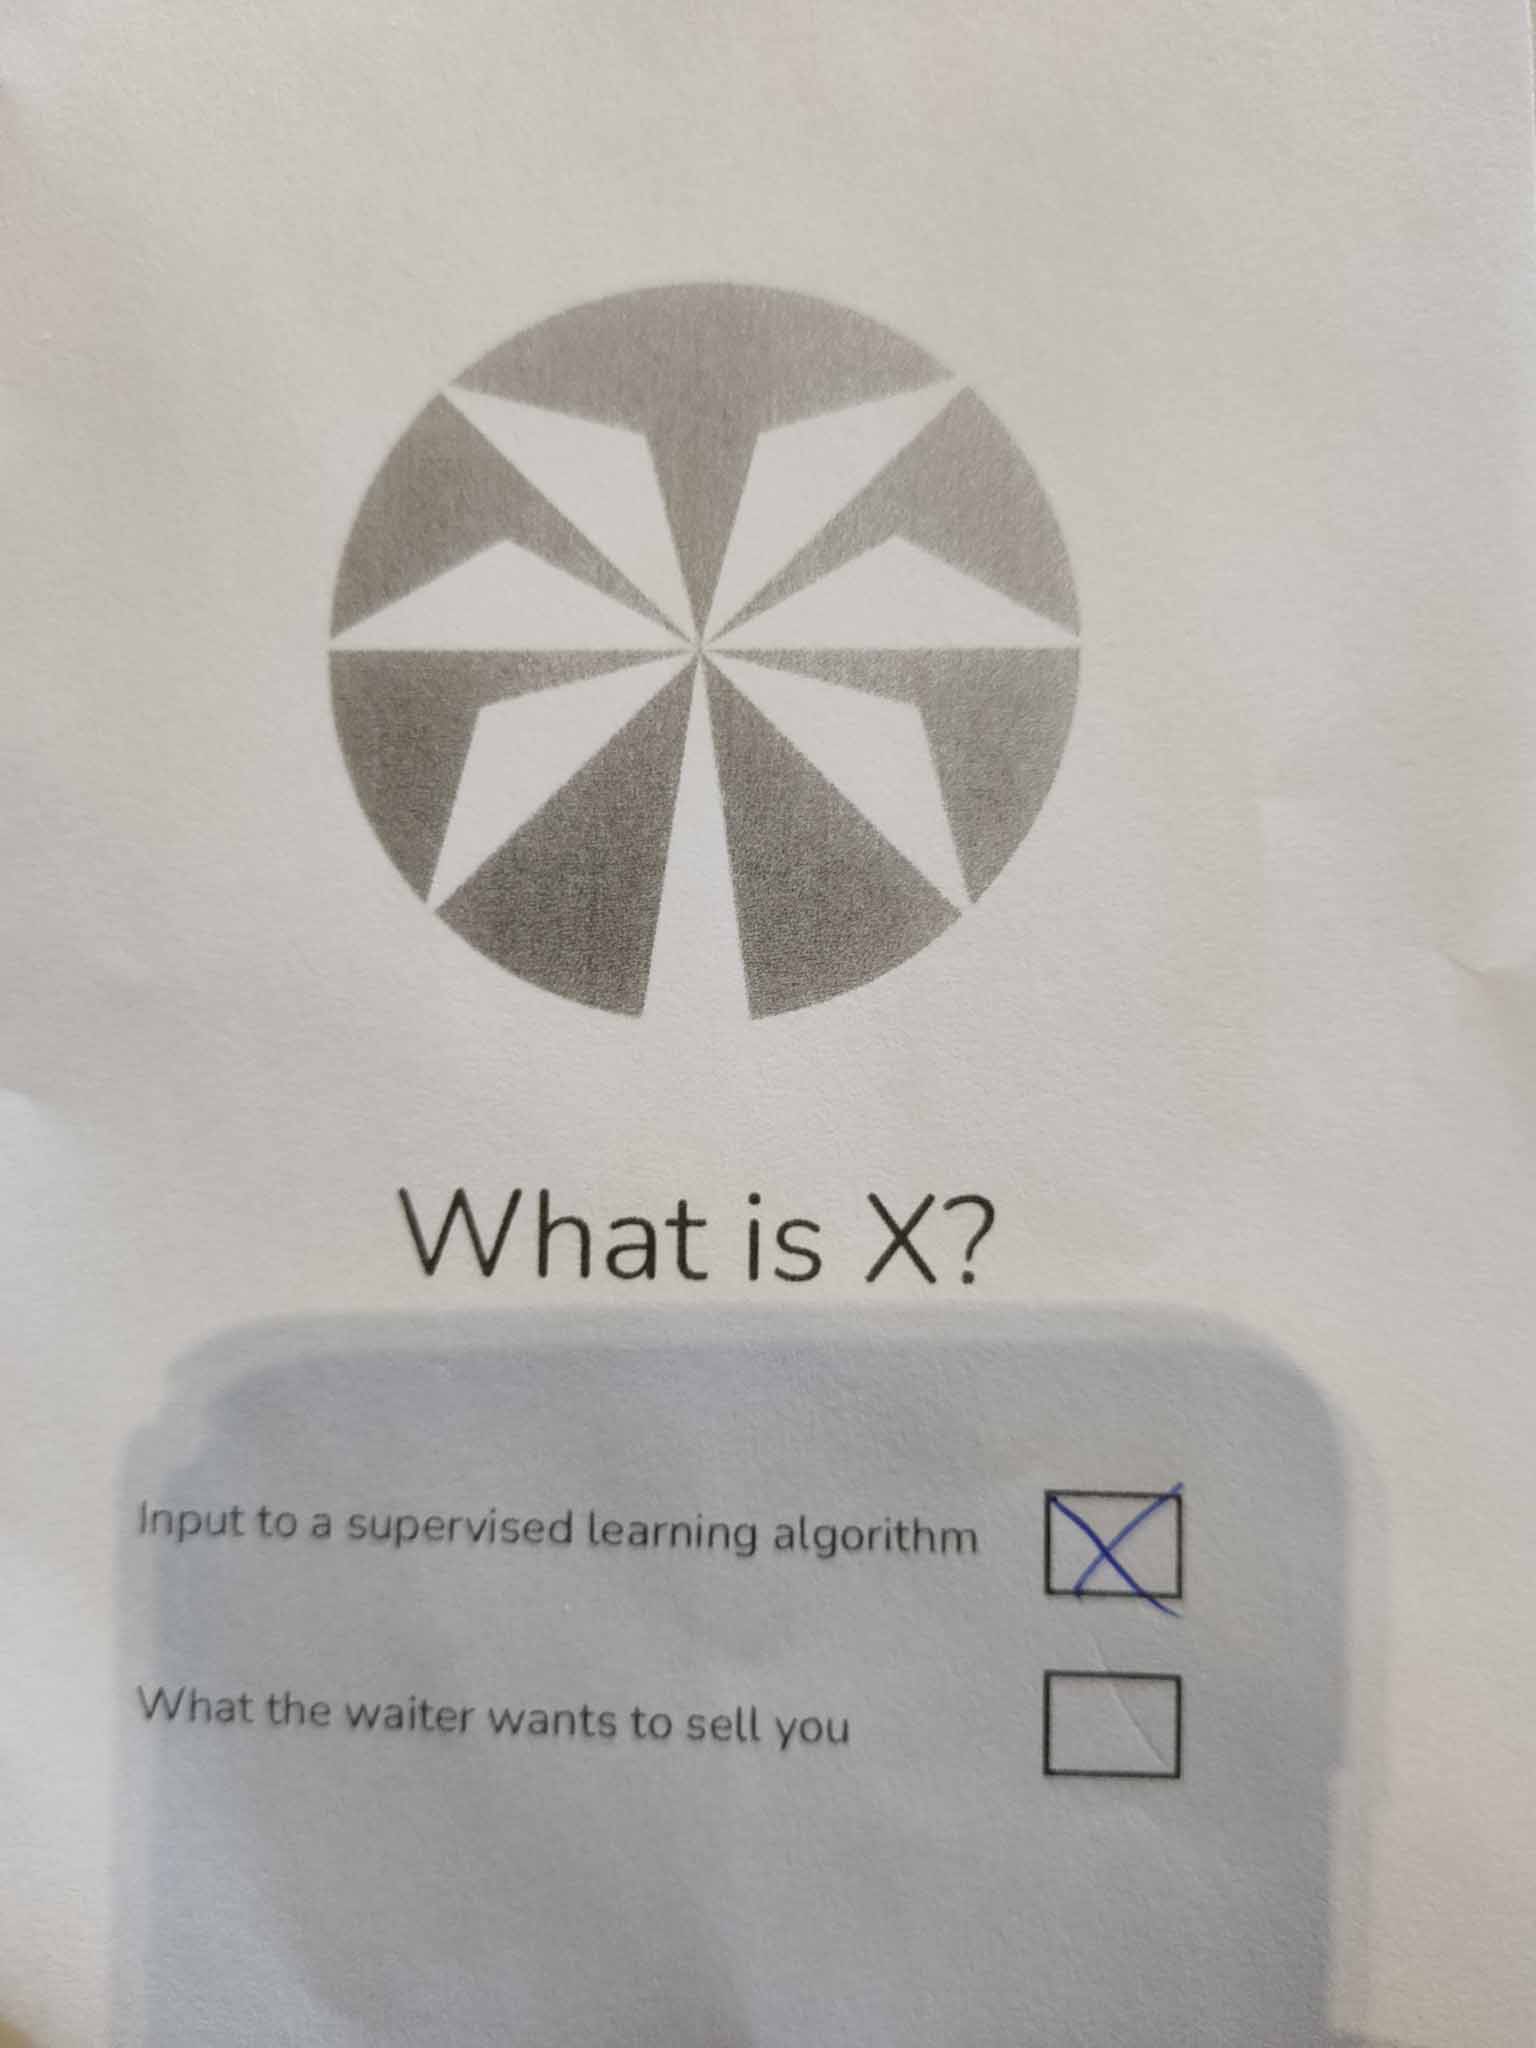 What is X?
Input to a supervised learning algorithm
What the waiter wants to sell you